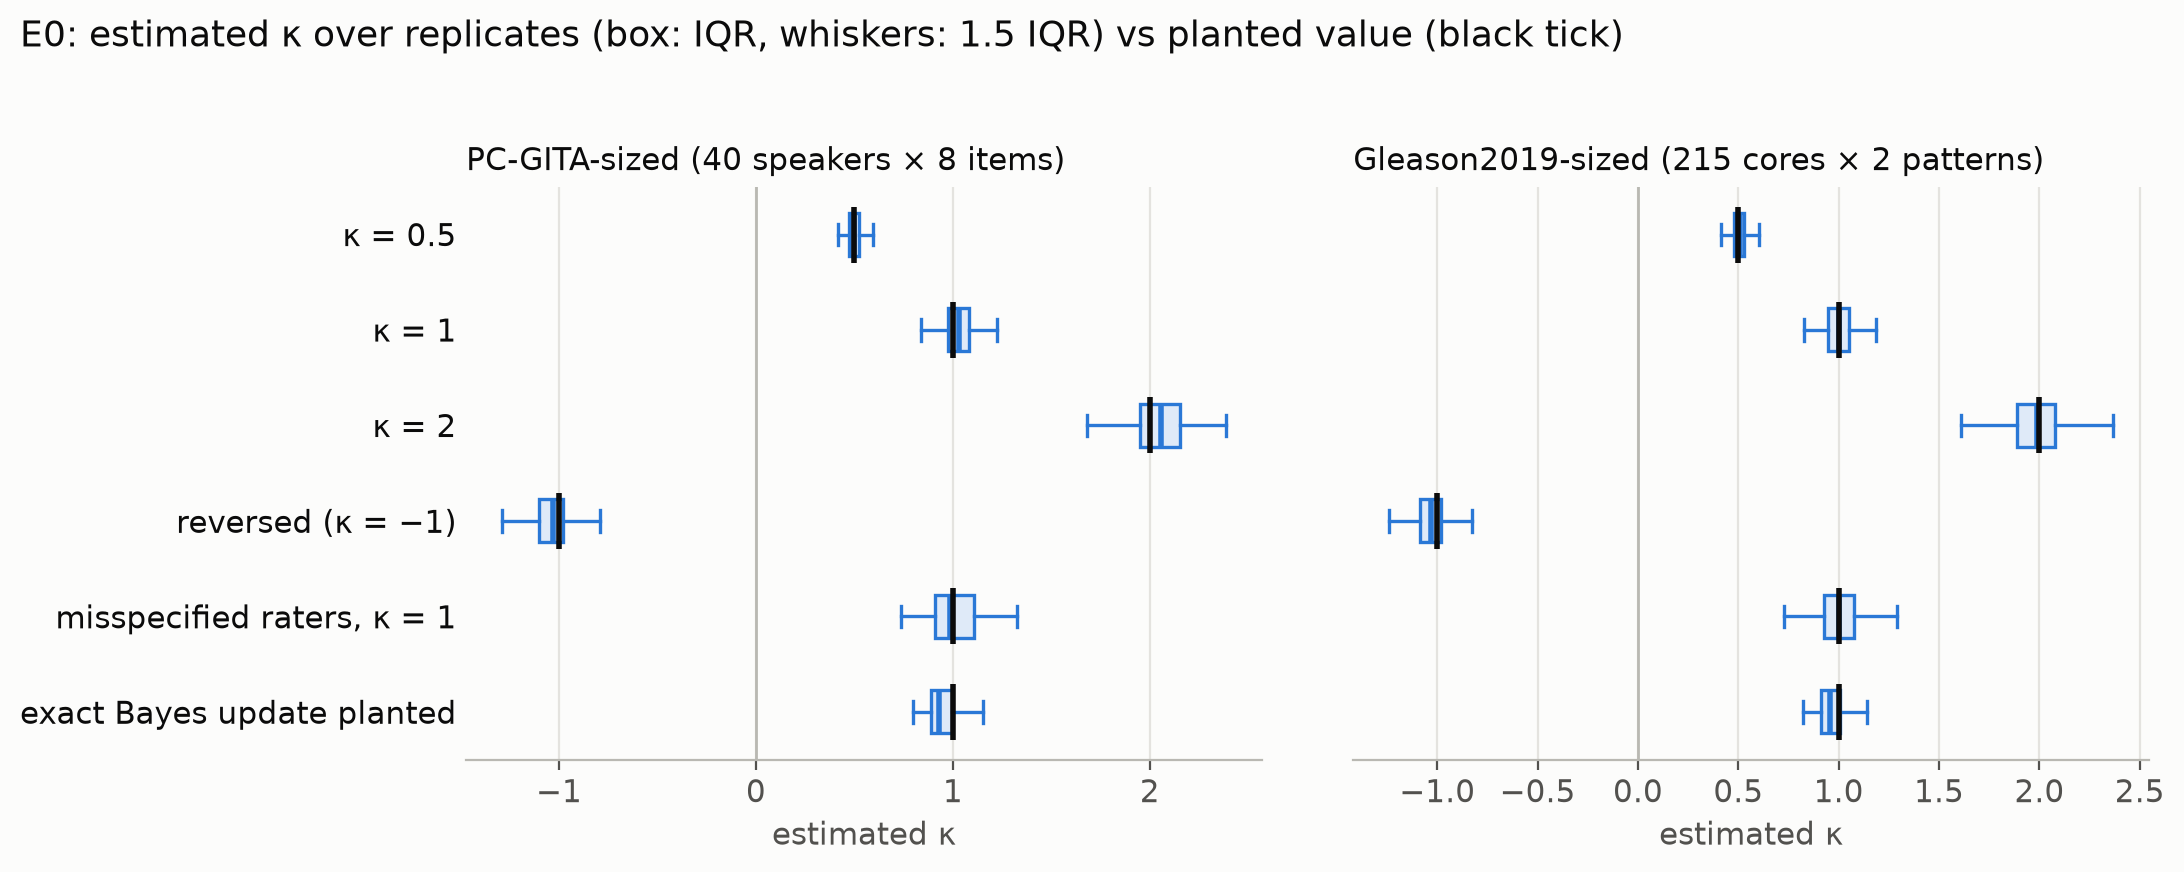 E0: estimated κ over replicates (box: IQR, whiskers: 1.5 IQR) vs planted value (black tick)
PC-GITA-sized (40 speakers × 8 items)
κ = 0.5
κ = 1
κ = 2
reversed (κ = −1)
misspecified raters, κ = 1
exact Bayes update planted
−1 0 1 2
estimated κ
Gleason2019-sized (215 cores × 2 patterns)
−1.0 −0.5 0.0 0.5 1.0 1.5 2.0 2.5
estimated κ